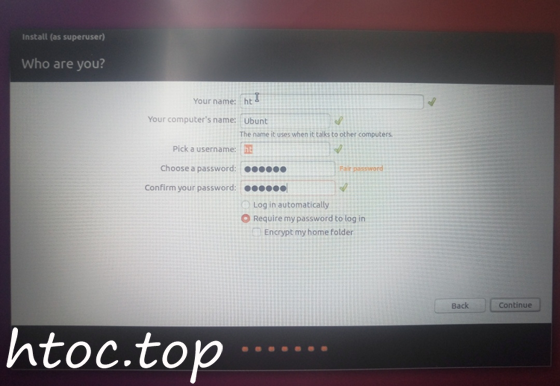 Install (as superuser)
Who are you?
Your name: ht
Your computer's name: Ubunt
The name it uses when it talks to other computers.
Pick a username: ht
Choose a password: ●●●●●● Fair password
Confirm your password: ●●●●●●
Log in automatically
Require my password to log in
Encrypt my home folder
Back Continue
htoc.top